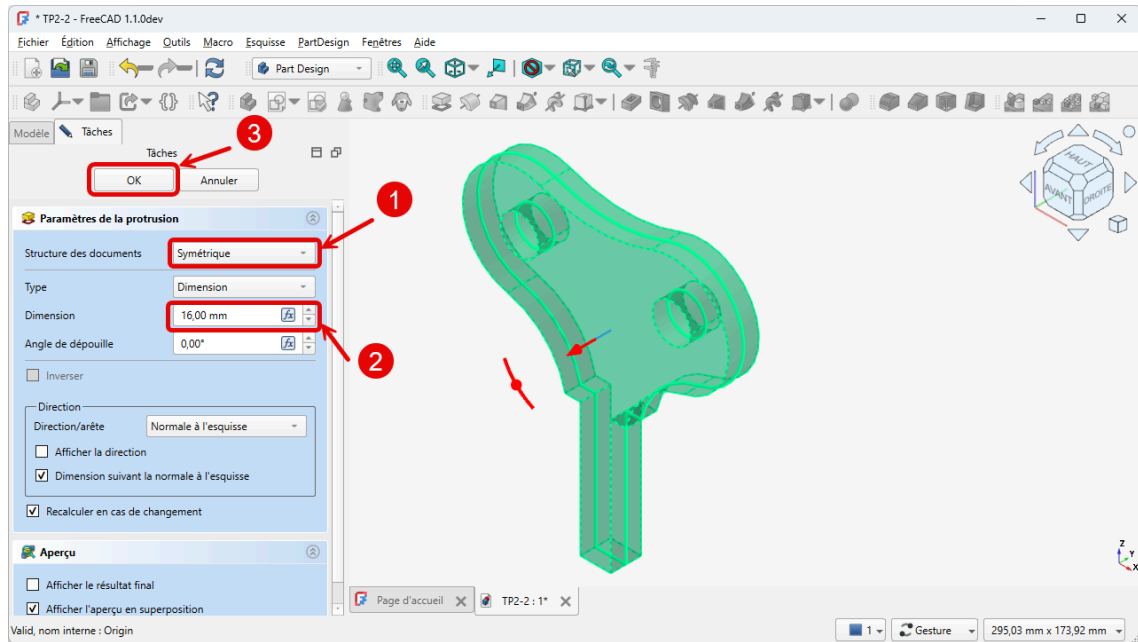 * TP2-2 - FreeCAD 1.1.0dev
Fichier Édition Affichage Outils Macro Esquisse PartDesign Fenêtres Aide
Part Design
Modèle Tâches
Tâches
3
OK Annuler
1
Paramètres de la protrusion
Structure des documents Symétrique
Type Dimension
Dimension 16,00 mm
Angle de dépouille 0,00°
2
Inverser
Direction
Direction/arête Normale à l'esquisse
Afficher la direction
Dimension suivant la normale à l'esquisse
Recalculer en cas de changement
Aperçu
Afficher le résultat final
Afficher l'aperçu en superposition
HAUT
AVANT
DROITE
Z
Y
X
Page d'accueil TP2-2 : 1*
Valid, nom interne : Origin
1 Gesture 295,03 mm x 173,92 mm